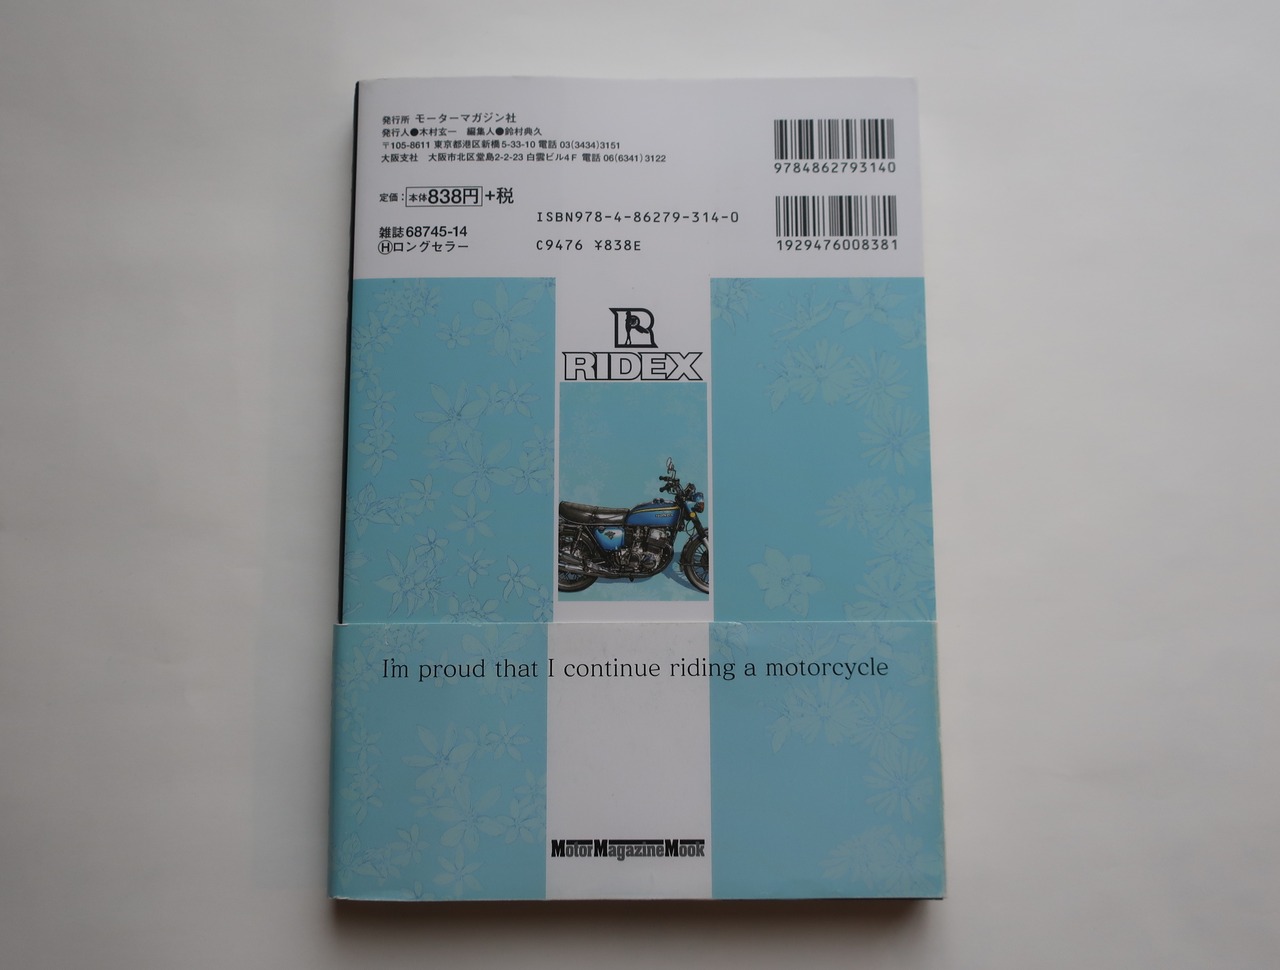 発行所 モーターマガジン社
発行人●木村玄一 編集人●鈴村典久
〒105-8611 東京都港区新橋5-33-10 電話 03(3434)3151
大阪支社 大阪市北区堂島2-2-23 白雲ビル4F 電話 06(6341)3122
9784862793140
定価：本体838円+税
ISBN978-4-86279-314-0
雑誌 68745-14
Ⓗロングセラー
C9476 ¥838E
1929476008381
R
RIDEX
I'm proud that I continue riding a motorcycle
MotorMagazineMook